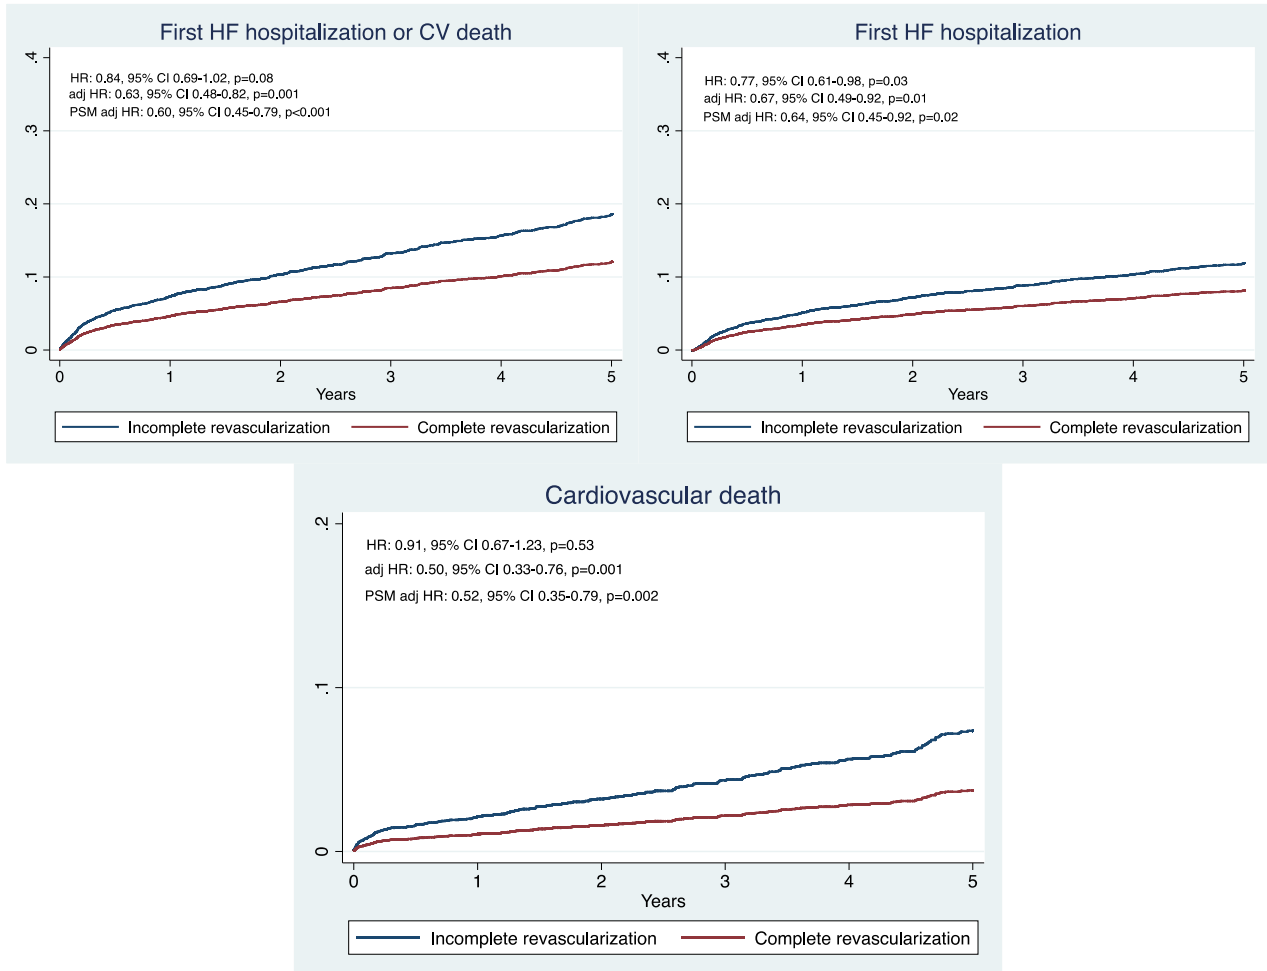 First HF hospitalization or CV death
HR: 0.84, 95% CI 0.69-1.02, p=0.08
adj HR: 0.63, 95% CI 0.48-0.82, p=0.001
PSM adj HR: 0.60, 95% CI 0.45-0.79, p<0.001
.4
.3
.2
.1
0
0 1 2 3 4 5
Years
Incomplete revascularization Complete revascularization
First HF hospitalization
HR: 0.77, 95% CI 0.61-0.98, p=0.03
adj HR: 0.67, 95% CI 0.49-0.92, p=0.01
PSM adj HR: 0.64, 95% CI 0.45-0.92, p=0.02
.4
.3
.2
.1
0
0 1 2 3 4 5
Years
Incomplete revascularization Complete revascularization
Cardiovascular death
HR: 0.91, 95% CI 0.67-1.23, p=0.53
adj HR: 0.50, 95% CI 0.33-0.76, p=0.001
PSM adj HR: 0.52, 95% CI 0.35-0.79, p=0.002
.2
.1
0
0 1 2 3 4 5
Years
Incomplete revascularization Complete revascularization